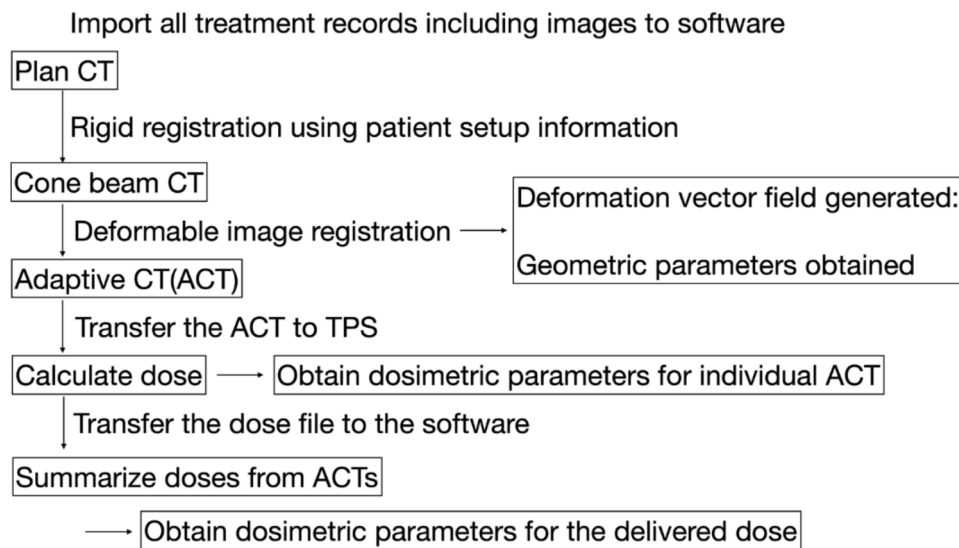 Import all treatment records including images to software
Plan CT
Rigid registration using patient setup information
Cone beam CT
Deformation vector field generated:
Deformable image registration
Geometric parameters obtained
Adaptive CT(ACT)
Transfer the ACT to TPS
Calculate dose
Obtain dosimetric parameters for individual ACT
Transfer the dose file to the software
Summarize doses from ACTs
Obtain dosimetric parameters for the delivered dose